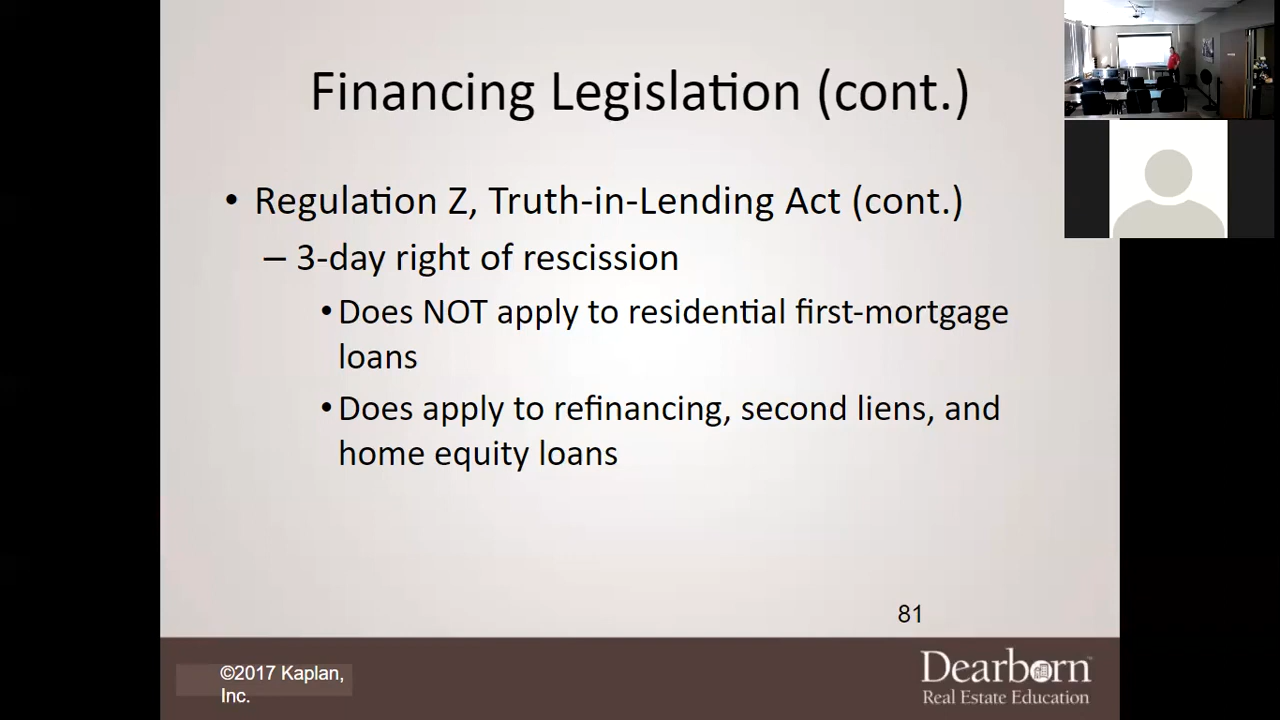 Financing Legislation (cont.)
• Regulation Z, Truth-in-Lending Act (cont.)
– 3-day right of rescission
• Does NOT apply to residential first-mortgage
loans
• Does apply to refinancing, second liens, and
home equity loans
81
©2017 Kaplan,
Inc.
Dearborn™
Real Estate Education